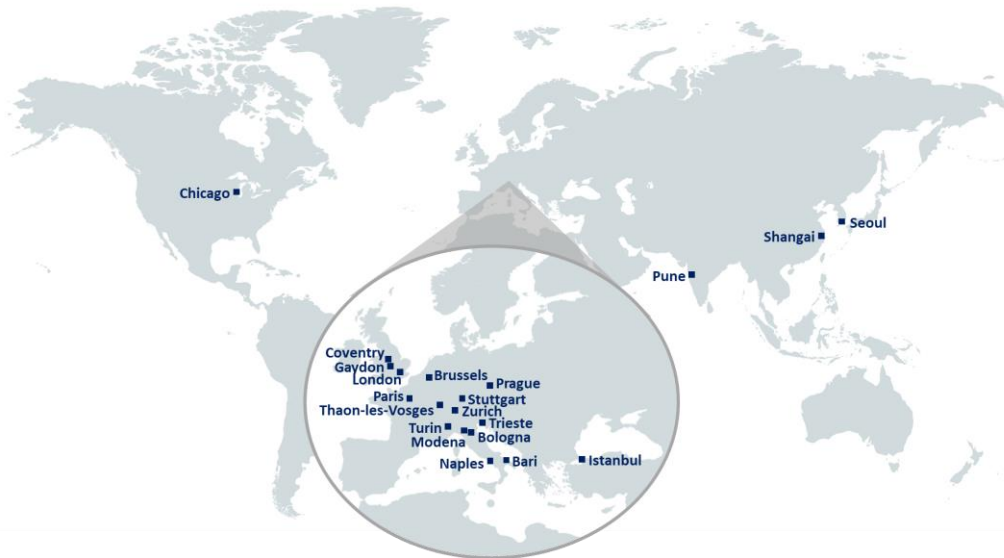 Chicago
Seoul
Shangai
Pune
Coventry
Gaydon
London
Brussels
Prague
Paris
Stuttgart
Thaon-les-Vosges
Zurich
Turin
Trieste
Modena
Bologna
Naples
Bari
Istanbul